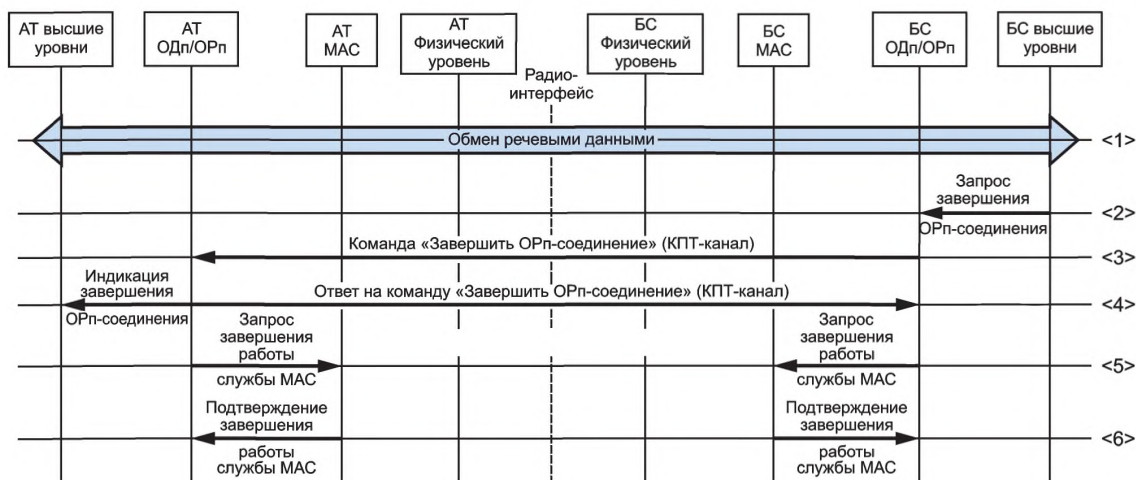 АТ высшие
уровни
АТ
ОДп/ОРп
АТ
МАС
АТ
Физический
уровень
БС
Физический
уровень
БС
МАС
БС
ОДп/ОРп
БС высшие
уровни
Радио-
интерфейс
Обмен речевыми данными
<1>
Запрос
завершения
ОРп-соединения
<2>
Команда «Завершить ОРп-соединение» (КПТ-канал)
<3>
Индикация
завершения
ОРп-соединения
Ответ на команду «Завершить ОРп-соединение» (КПТ-канал)
<4>
Запрос
завершения
работы
службы МАС
Запрос
завершения
работы
службы МАС
<5>
Подтверждение
завершения
работы
службы МАС
Подтверждение
завершения
работы
службы МАС
<6>